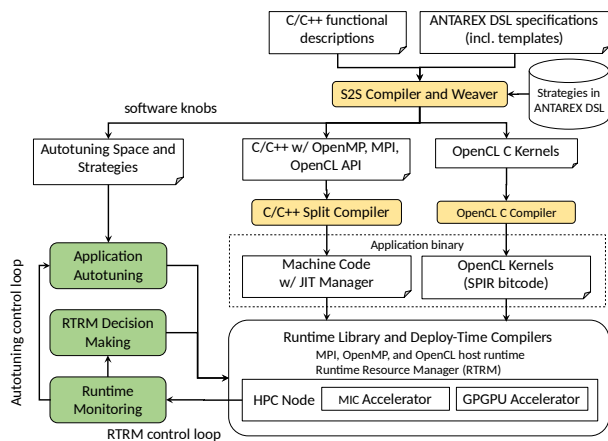 C/C++ functional
descriptions
ANTAREX DSL specifications
(incl. templates)
S2S Compiler and Weaver
Strategies in
ANTAREX DSL
software knobs
Autotuning Space and
Strategies
C/C++ w/ OpenMP, MPI,
OpenCL API
OpenCL C Kernels
C/C++ Split Compiler
OpenCL C Compiler
Application binary
Autotuning control loop
Application
Autotuning
Machine Code
w/ JIT Manager
OpenCL Kernels
(SPIR bitcode)
RTRM Decision
Making
Runtime Library and Deploy-Time Compilers
MPI, OpenMP, and OpenCL host runtime
Runtime Resource Manager (RTRM)
Runtime
Monitoring
HPC Node
MIC Accelerator
GPGPU Accelerator
RTRM control loop